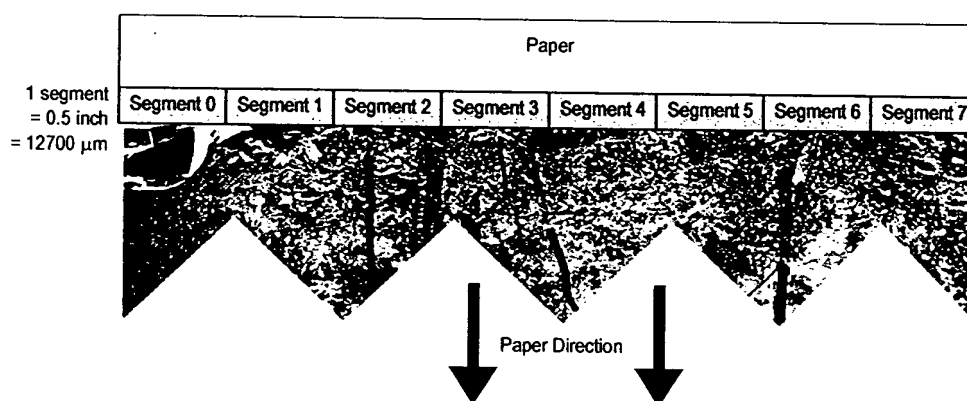 Paper
1 segment
= 0.5 inch
= 12700 μm
Segment 0 Segment 1 Segment 2 Segment 3 Segment 4 Segment 5 Segment 6 Segment 7
Paper Direction